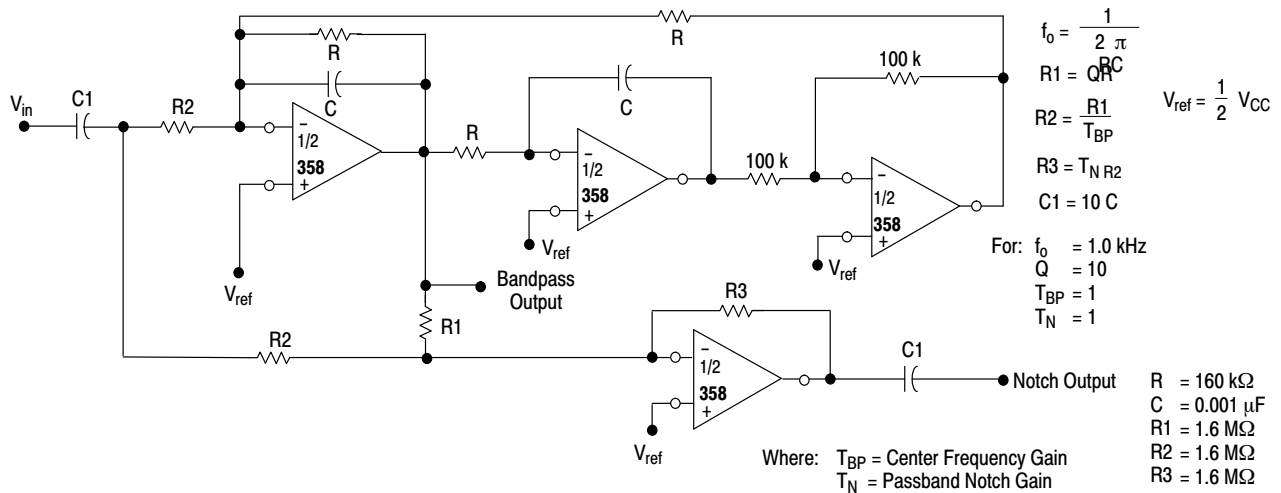 R
f₀ = 1 / 2 π RC
R
100 k
C1
R1 = QR
V_in
R2
C
C
V_ref = 1/2 V_CC
R
R2 = R1 / T_BP
–
1/2
358
+
–
1/2
358
+
100 k
–
1/2
358
+
R3 = T_N R2
C1 = 10 C
V_ref
V_ref
V_ref
For: f₀ = 1.0 kHz
Q = 10
T_BP = 1
T_N = 1
Bandpass
Output
R1
R3
R2
–
1/2
358
+
C1
Notch Output
V_ref
R = 160 kΩ
C = 0.001 μF
R1 = 1.6 MΩ
R2 = 1.6 MΩ
R3 = 1.6 MΩ
Where: T_BP = Center Frequency Gain
T_N = Passband Notch Gain